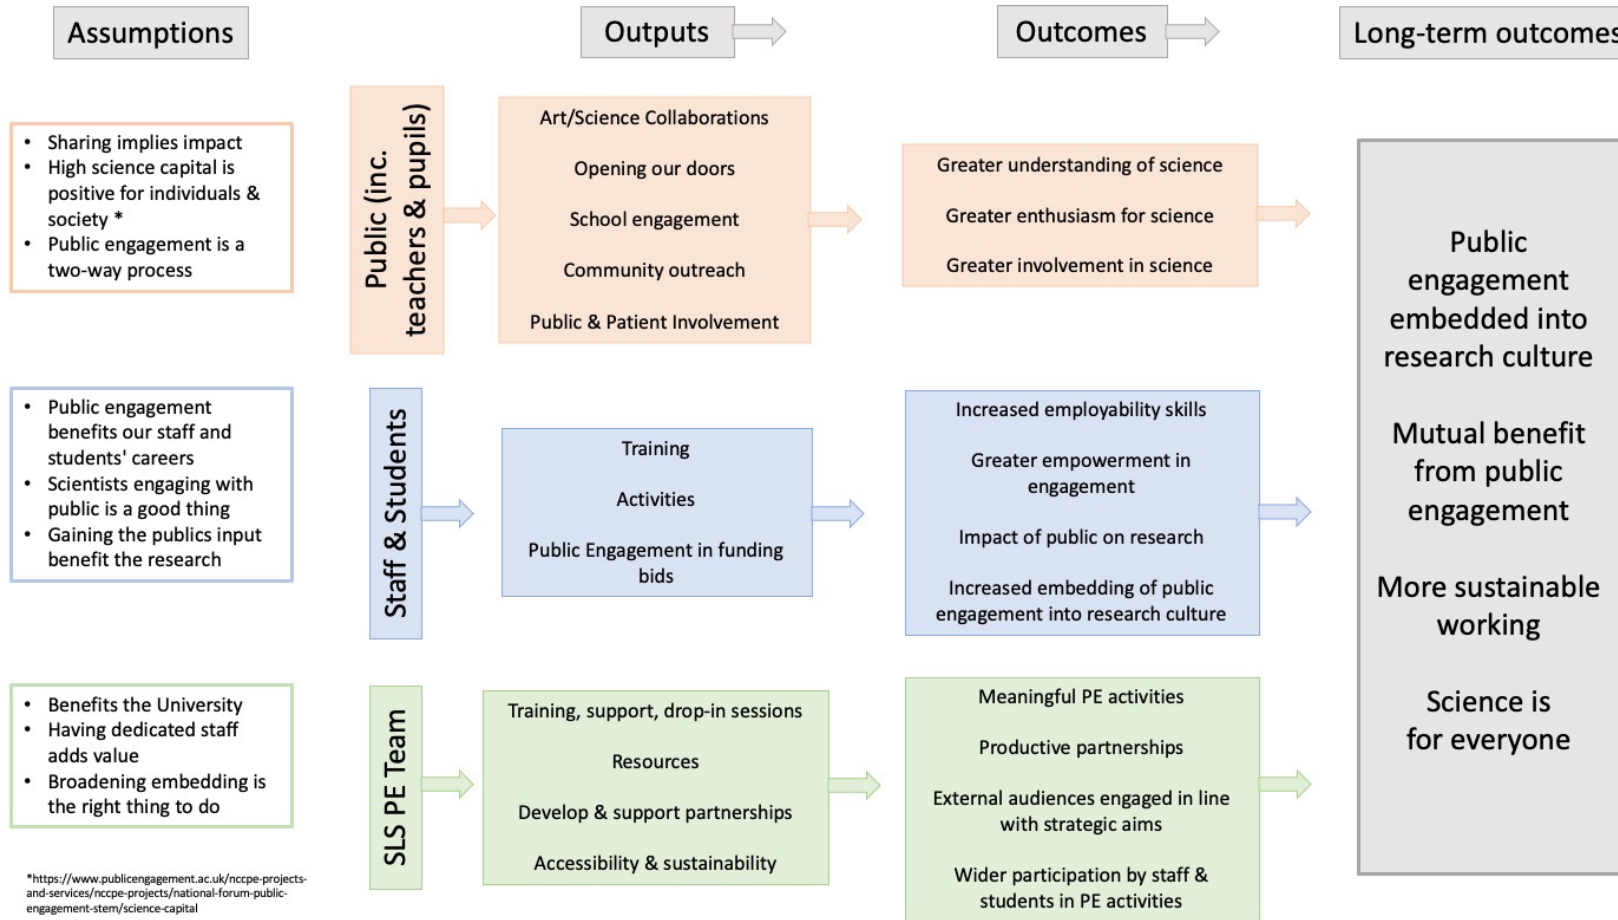 Assumptions
Outputs
Outcomes
Long-term outcomes
• Sharing implies impact
• High science capital is
positive for individuals &
society *
• Public engagement is a
two-way process
Public (inc.
teachers & pupils)
Art/Science Collaborations
Opening our doors
School engagement
Community outreach
Public & Patient Involvement
Greater understanding of science
Greater enthusiasm for science
Greater involvement in science
• Public engagement
benefits our staff and
students' careers
• Scientists engaging with
public is a good thing
• Gaining the publics input
benefit the research
Staff & Students
Training
Activities
Public Engagement in funding
bids
Increased employability skills
Greater empowerment in
engagement
Impact of public on research
Increased embedding of public
engagement into research culture
• Benefits the University
• Having dedicated staff
adds value
• Broadening embedding is
the right thing to do
SLS PE Team
Training, support, drop-in sessions
Resources
Develop & support partnerships
Accessibility & sustainability
Meaningful PE activities
Productive partnerships
External audiences engaged in line
with strategic aims
Wider participation by staff &
students in PE activities
Public
engagement
embedded into
research culture
Mutual benefit
from public
engagement
More sustainable
working
Science is
for everyone
*https://www.publicengagement.ac.uk/nccpe-projects-
and-services/nccpe-projects/national-forum-public-
engagement-stem/science-capital